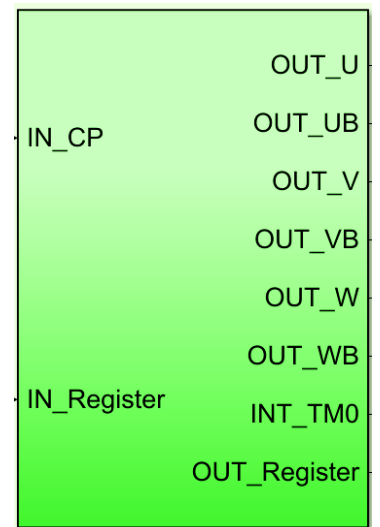 IN_CP
IN_Register
OUT_U
OUT_UB
OUT_V
OUT_VB
OUT_W
OUT_WB
INT_TM0
OUT_Register